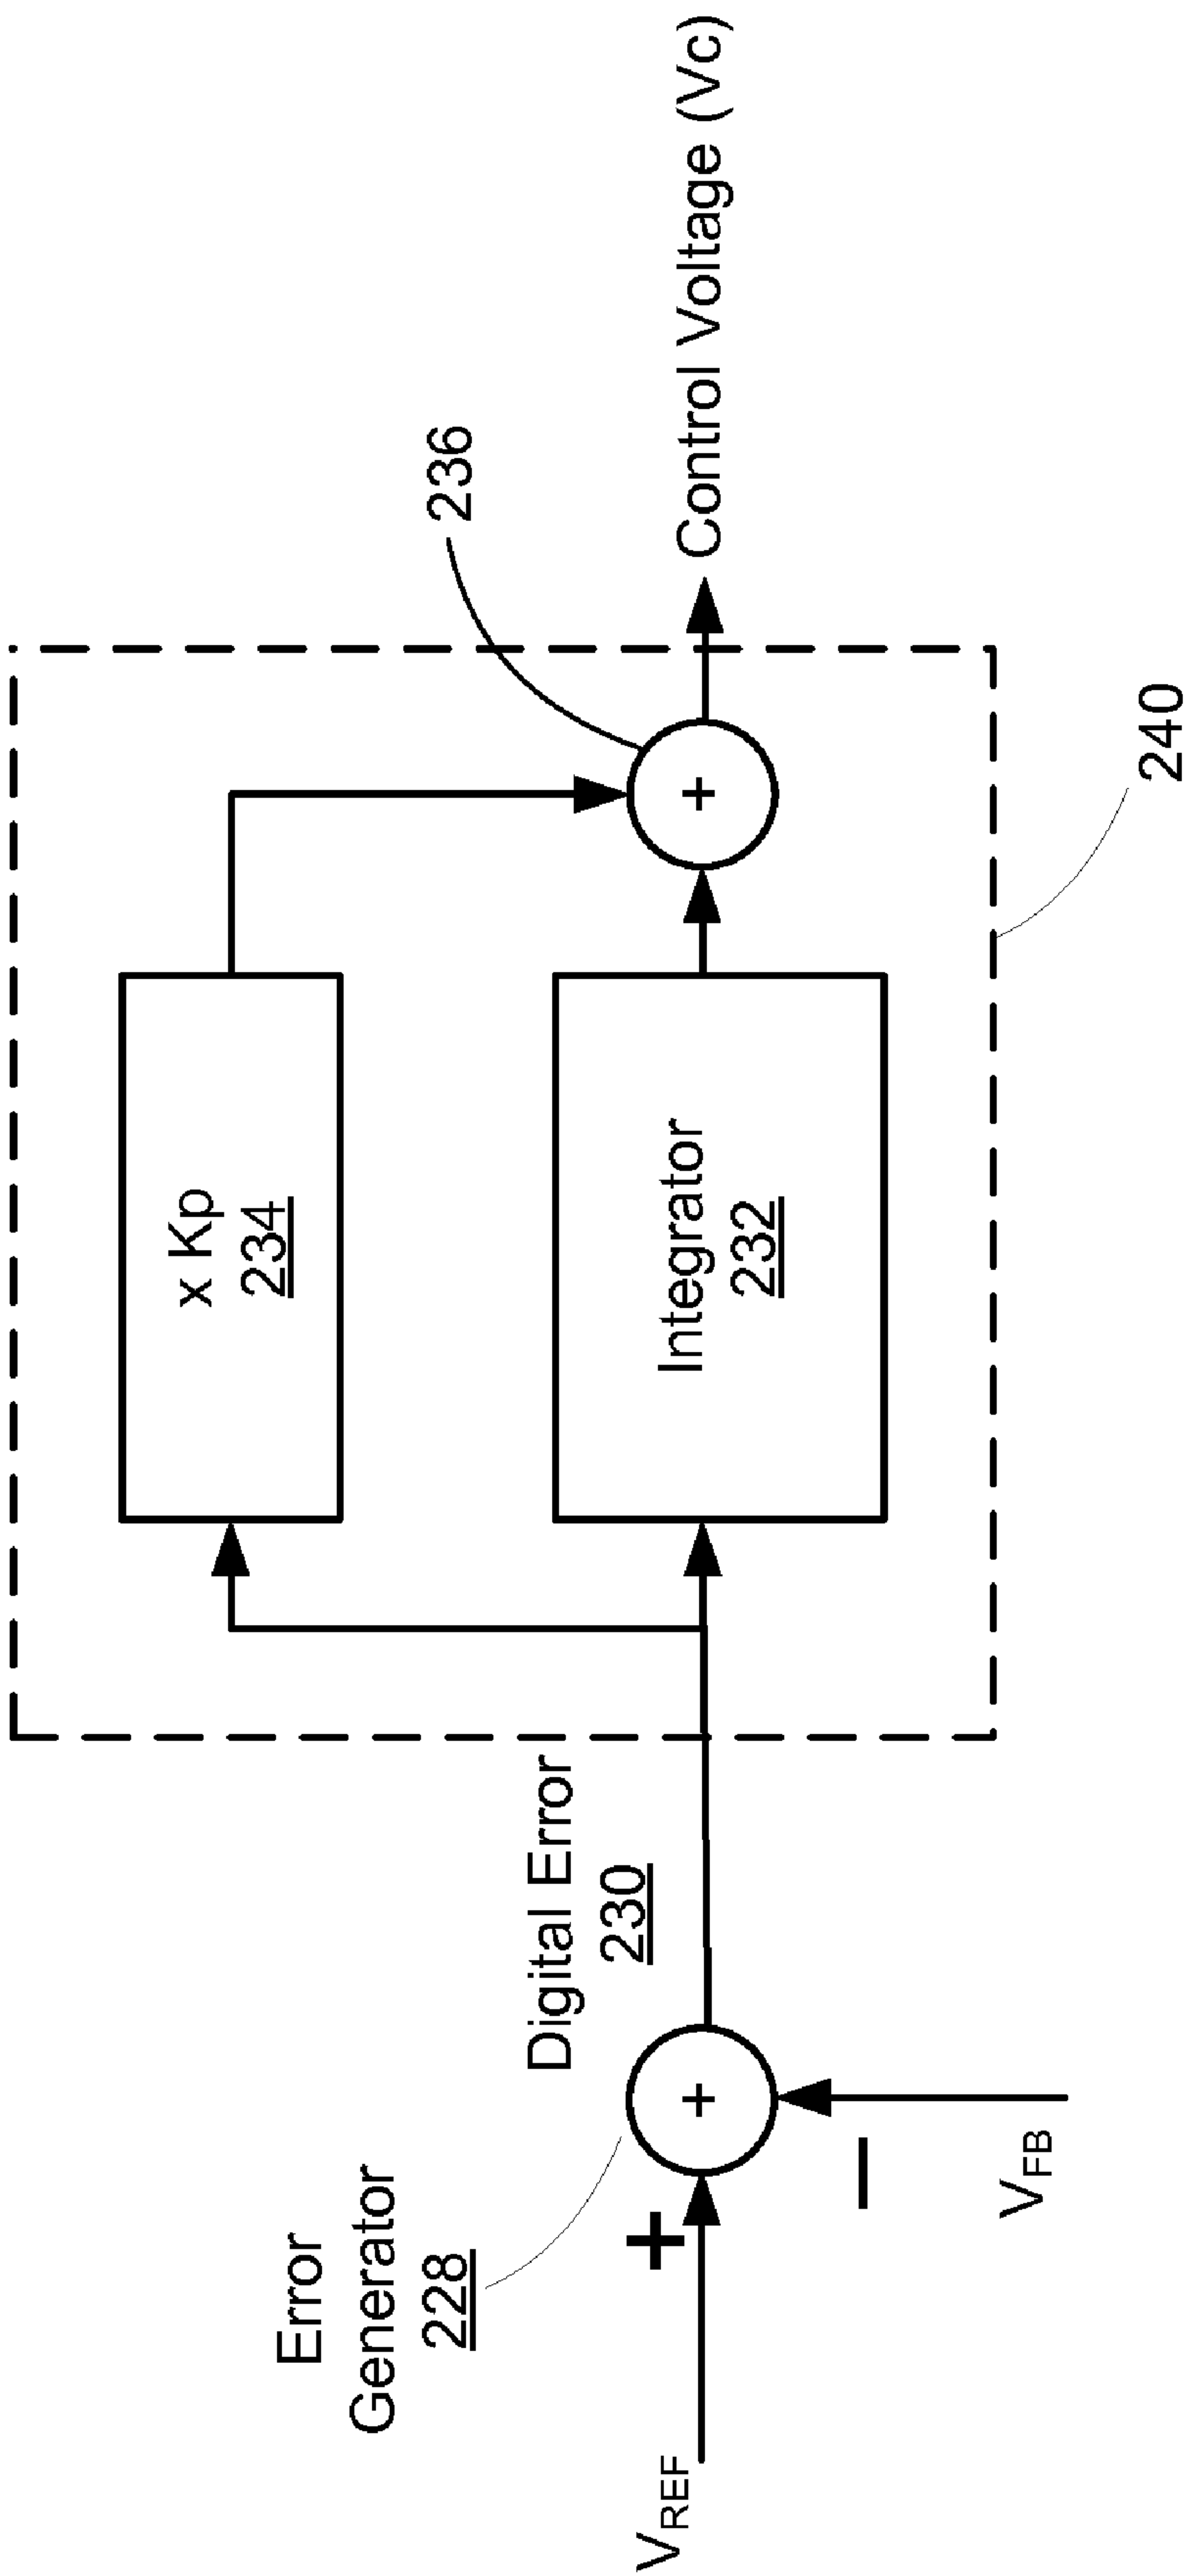 Error
Generator
228
V_REF
+
+
−
V_FB
Digital Error
230
x Kp
234
Integrator
232
+
236
Control Voltage (Vc)
240